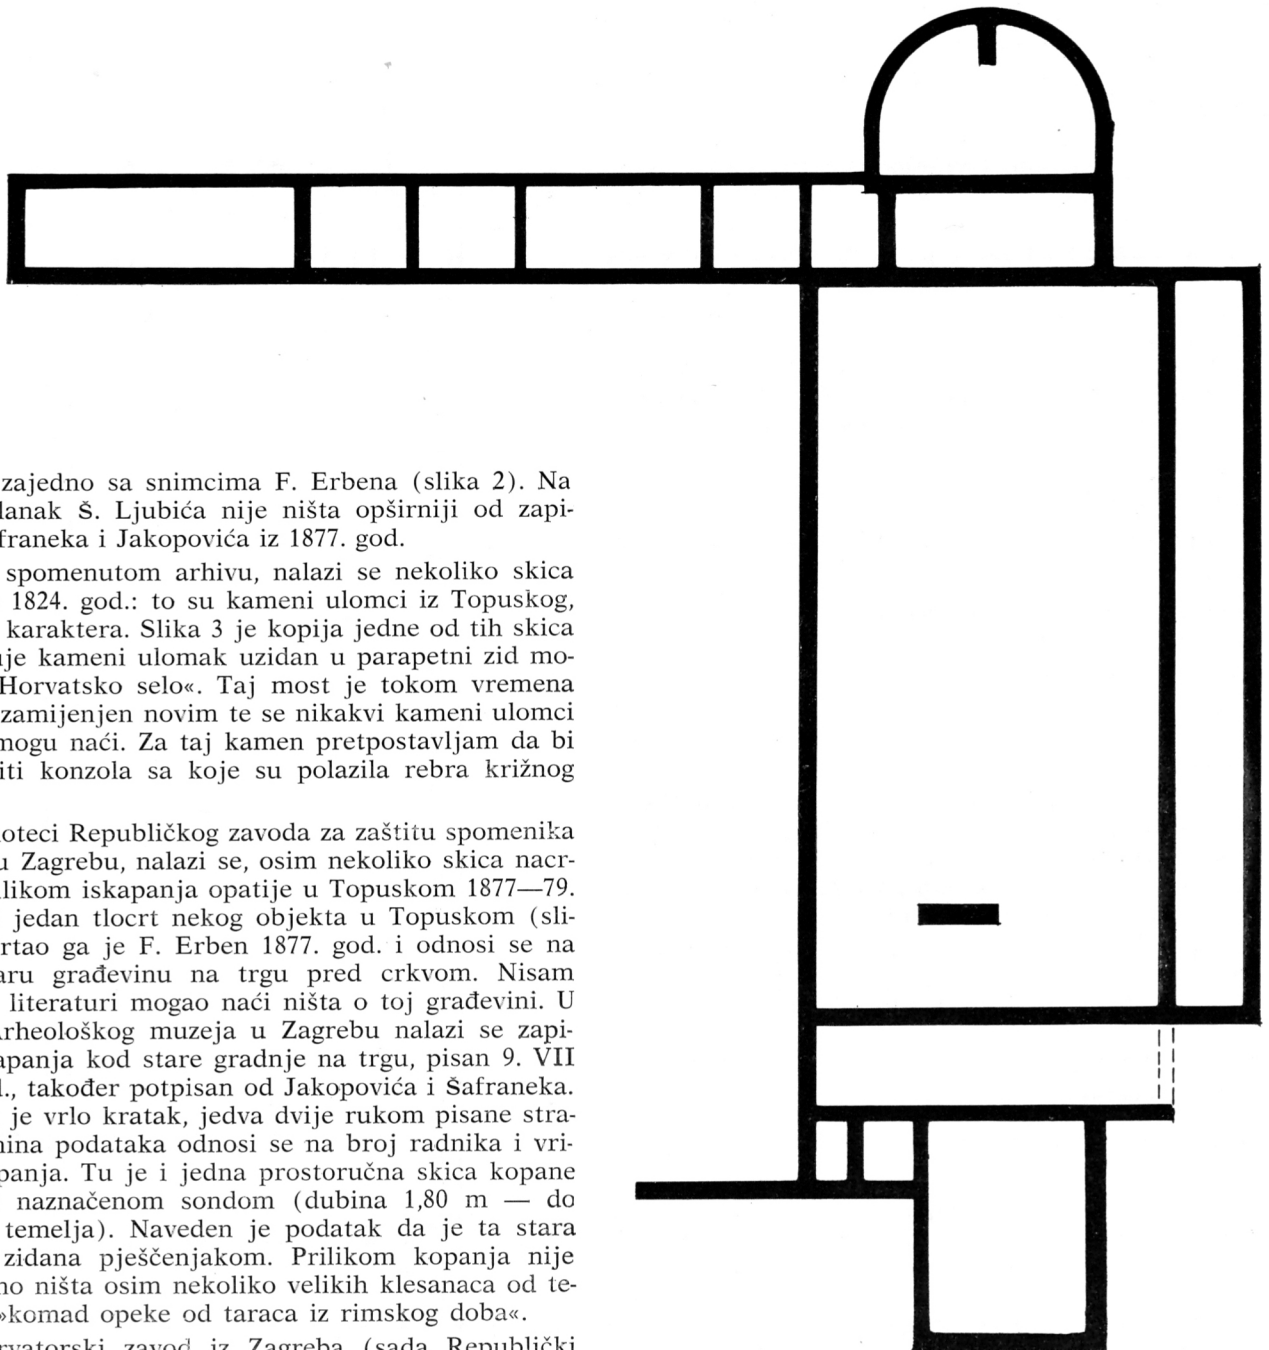 zajedno sa snimcima F. Erbena (slika 2). Na
lanak Š. Ljubića nije ništa opširniji od zapi-
franeka i Jakopovića iz 1877. god.
spomenutom arhivu, nalazi se nekoliko skica
1824. god.: to su kameni ulomci iz Topuskog,
karaktera. Slika 3 je kopija jedne od tih skica
uje kameni ulomak uzidan u parapetni zid mo-
Horvatsko selo«. Taj most je tokom vremena
zamijenjen novim te se nikakvi kameni ulomci
mogu naći. Za taj kamen pretpostavljam da bi
iti konzola sa koje su polazila rebra križnog
oteci Republičkog zavoda za zaštitu spomenika
u Zagrebu, nalazi se, osim nekoliko skica nacr-
likom iskapanja opatije u Topuskom 1877—79.
jedan tlocrt nekog objekta u Topuskom (sli-
rtao ga je F. Erben 1877. god. i odnosi se na
aru građevinu na trgu pred crkvom. Nisam
literaturi mogao naći ništa o toj građevini. U
Arheološkog muzeja u Zagrebu nalazi se zapi-
apanja kod stare gradnje na trgu, pisan 9. VII
l., također potpisan od Jakopovića i Šafraneka.
je vrlo kratak, jedva dvije rukom pisane stra-
nina podataka odnosi se na broj radnika i vri-
panja. Tu je i jedna prostoručna skica kopane
naznačenom sondom (dubina 1,80 m — do
temelja). Naveden je podatak da je ta stara
zidana pješčenjakom. Prilikom kopanja nije
no ništa osim nekoliko velikih klesanaca od te-
»komad opeke od taraca iz rimskog doba«.
rvatorski zavod iz Zagreba (sada Republički